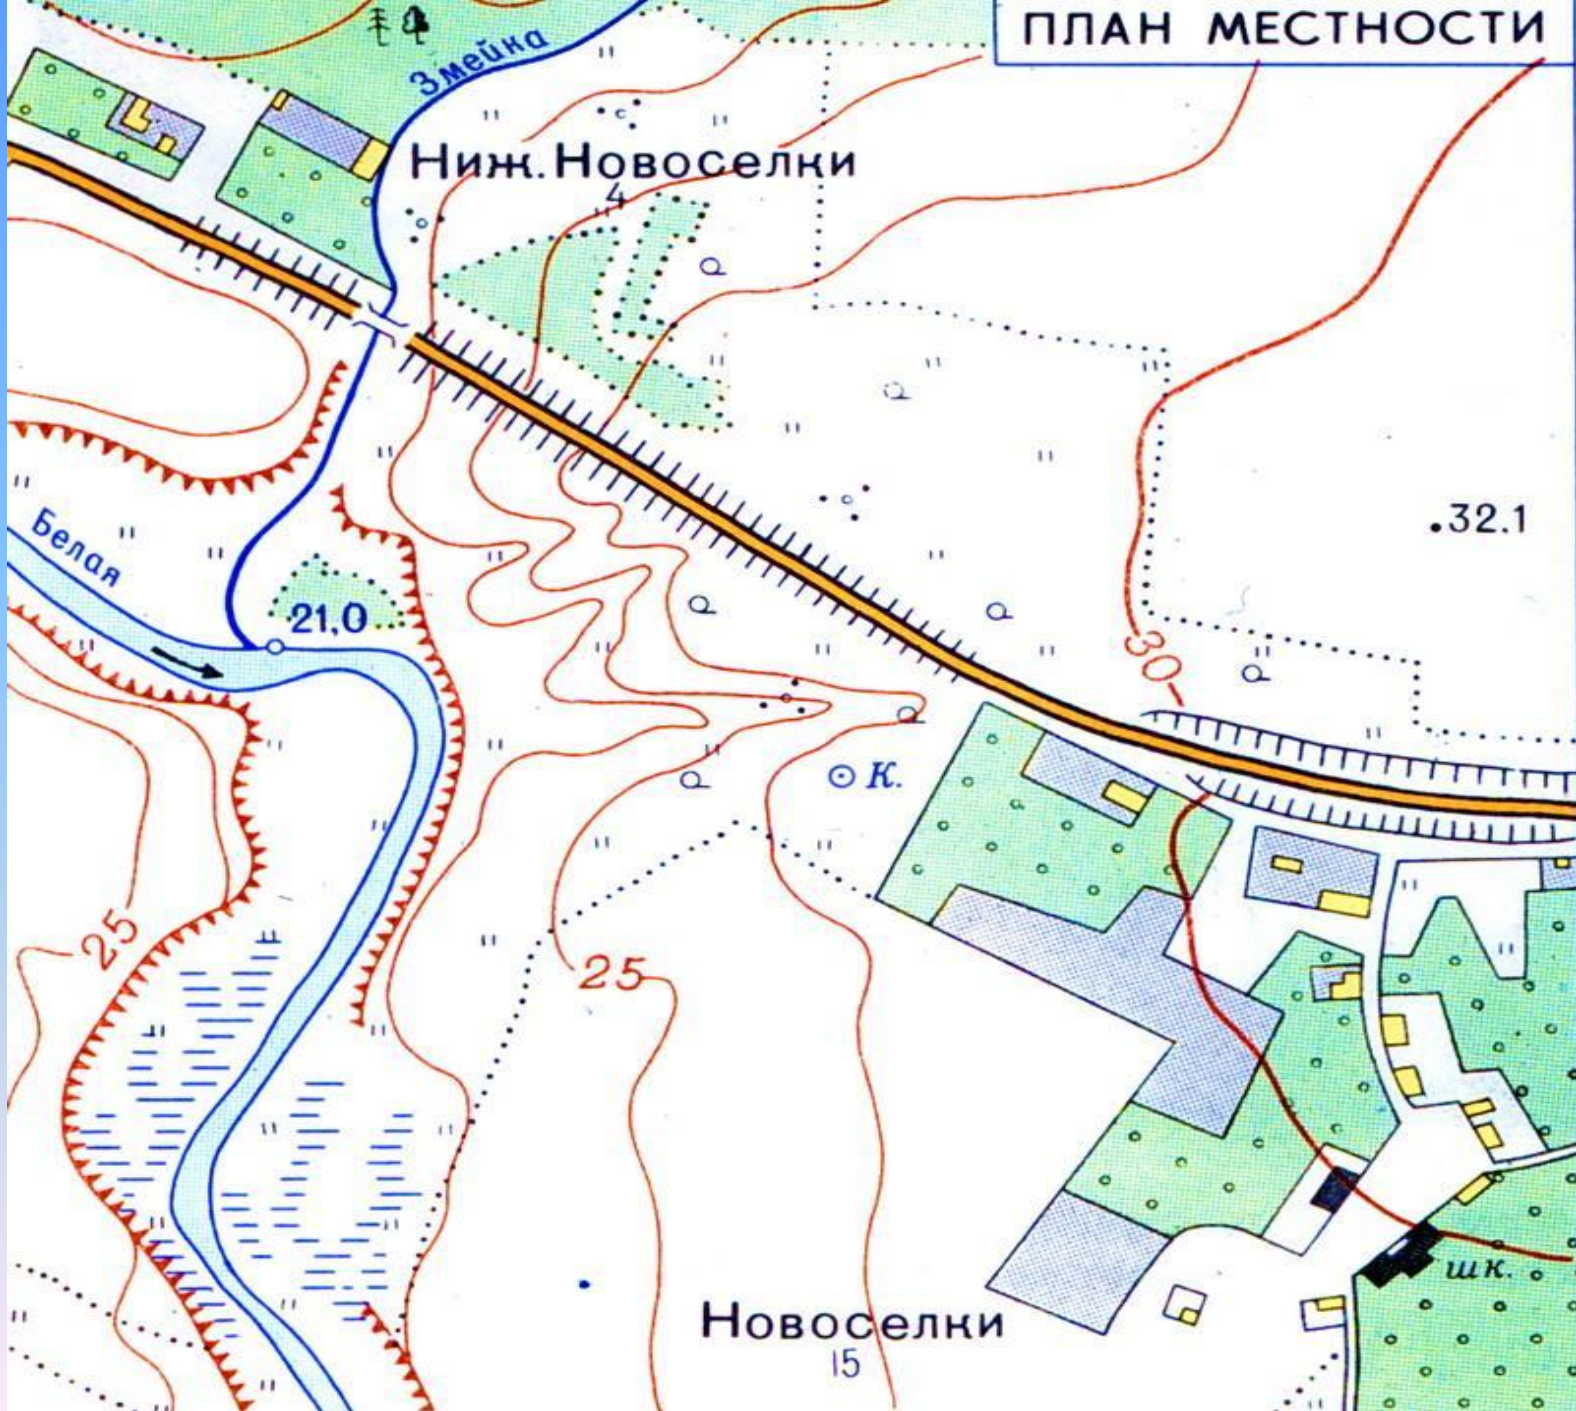 ПЛАН МЕСТНОСТИ
Змейка
Ниж. Новоселки
4
.32.1
Белая
21,0
30
К.
25
25
шк.
Новоселки
15